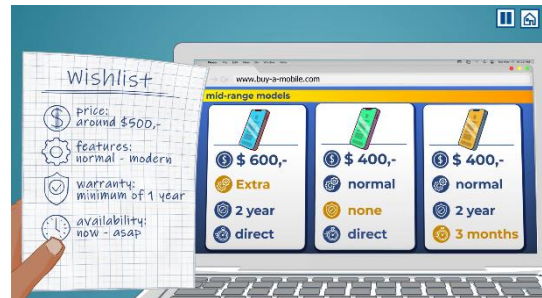 Wishlist
price:
around $500,-
features:
normal - modern
warranty:
minimum of 1 year
availability:
now - asap
www.buy-a-mobile.com
mid-range models
$ 600,-
Extra
2 year
direct
$ 400,-
normal
none
direct
$ 400,-
normal
2 year
3 months